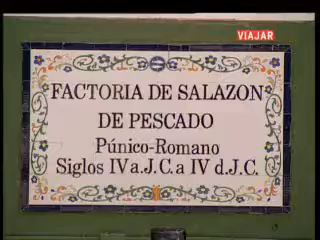 VIAJAR
FACTORIA DE SALAZON
DE PESCADO
Púnico-Romano
Siglos IV a.J.C. a IV d.J.C.